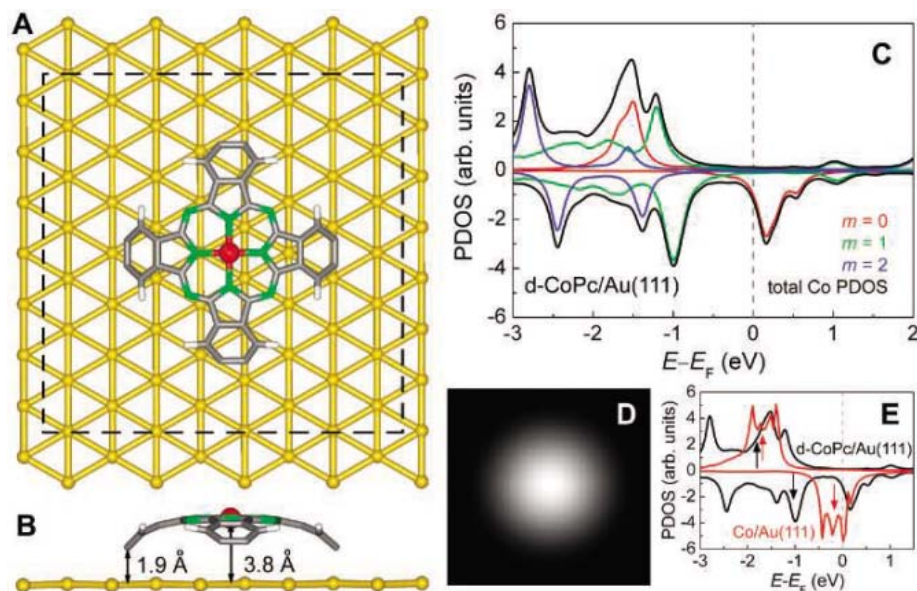 A
B
1.9 Å
3.8 Å
C
PDOS (arb. units)
4
2
0
-2
-4
-6
m = 0
m = 1
m = 2
d-CoPc/Au(111)
total Co PDOS
-3
-2
-1
0
1
2
E–E_F (eV)
D
E
PDOS (arb. units)
6
4
2
0
-2
-4
-6
d-CoPc/Au(111)
Co/Au(111)
-3
-2
-1
0
1
E-E_F (eV)